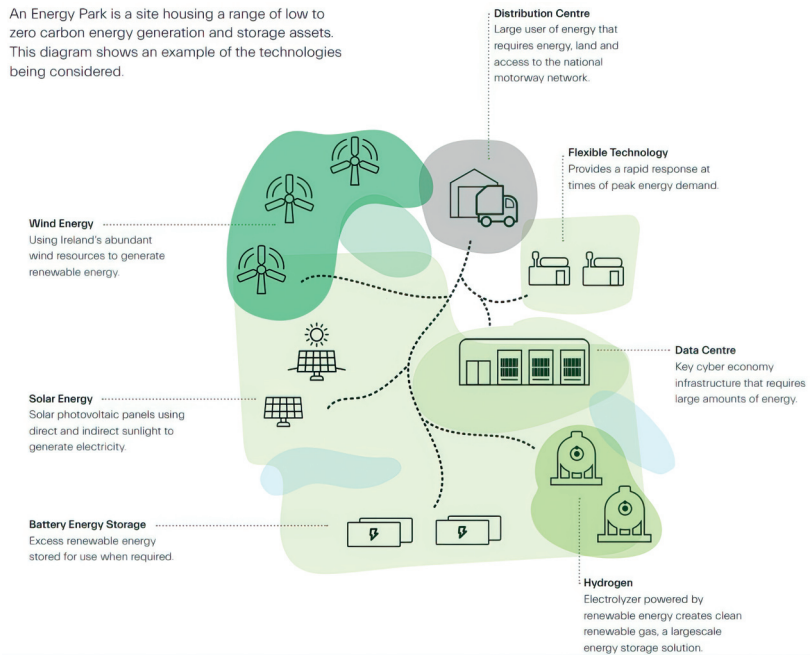 An Energy Park is a site housing a range of low to
zero carbon energy generation and storage assets.
This diagram shows an example of the technologies
being considered.
Distribution Centre
Large user of energy that
requires energy, land and
access to the national
motorway network.
Flexible Technology
Provides a rapid response at
times of peak energy demand.
Wind Energy
Using Ireland's abundant
wind resources to generate
renewable energy.
Data Centre
Key cyber economy
infrastructure that requires
large amounts of energy.
Solar Energy
Solar photovoltaic panels using
direct and indirect sunlight to
generate electricity.
Battery Energy Storage
Excess renewable energy
stored for use when required.
Hydrogen
Electrolyzer powered by
renewable energy creates clean
renewable gas, a largescale
energy storage solution.